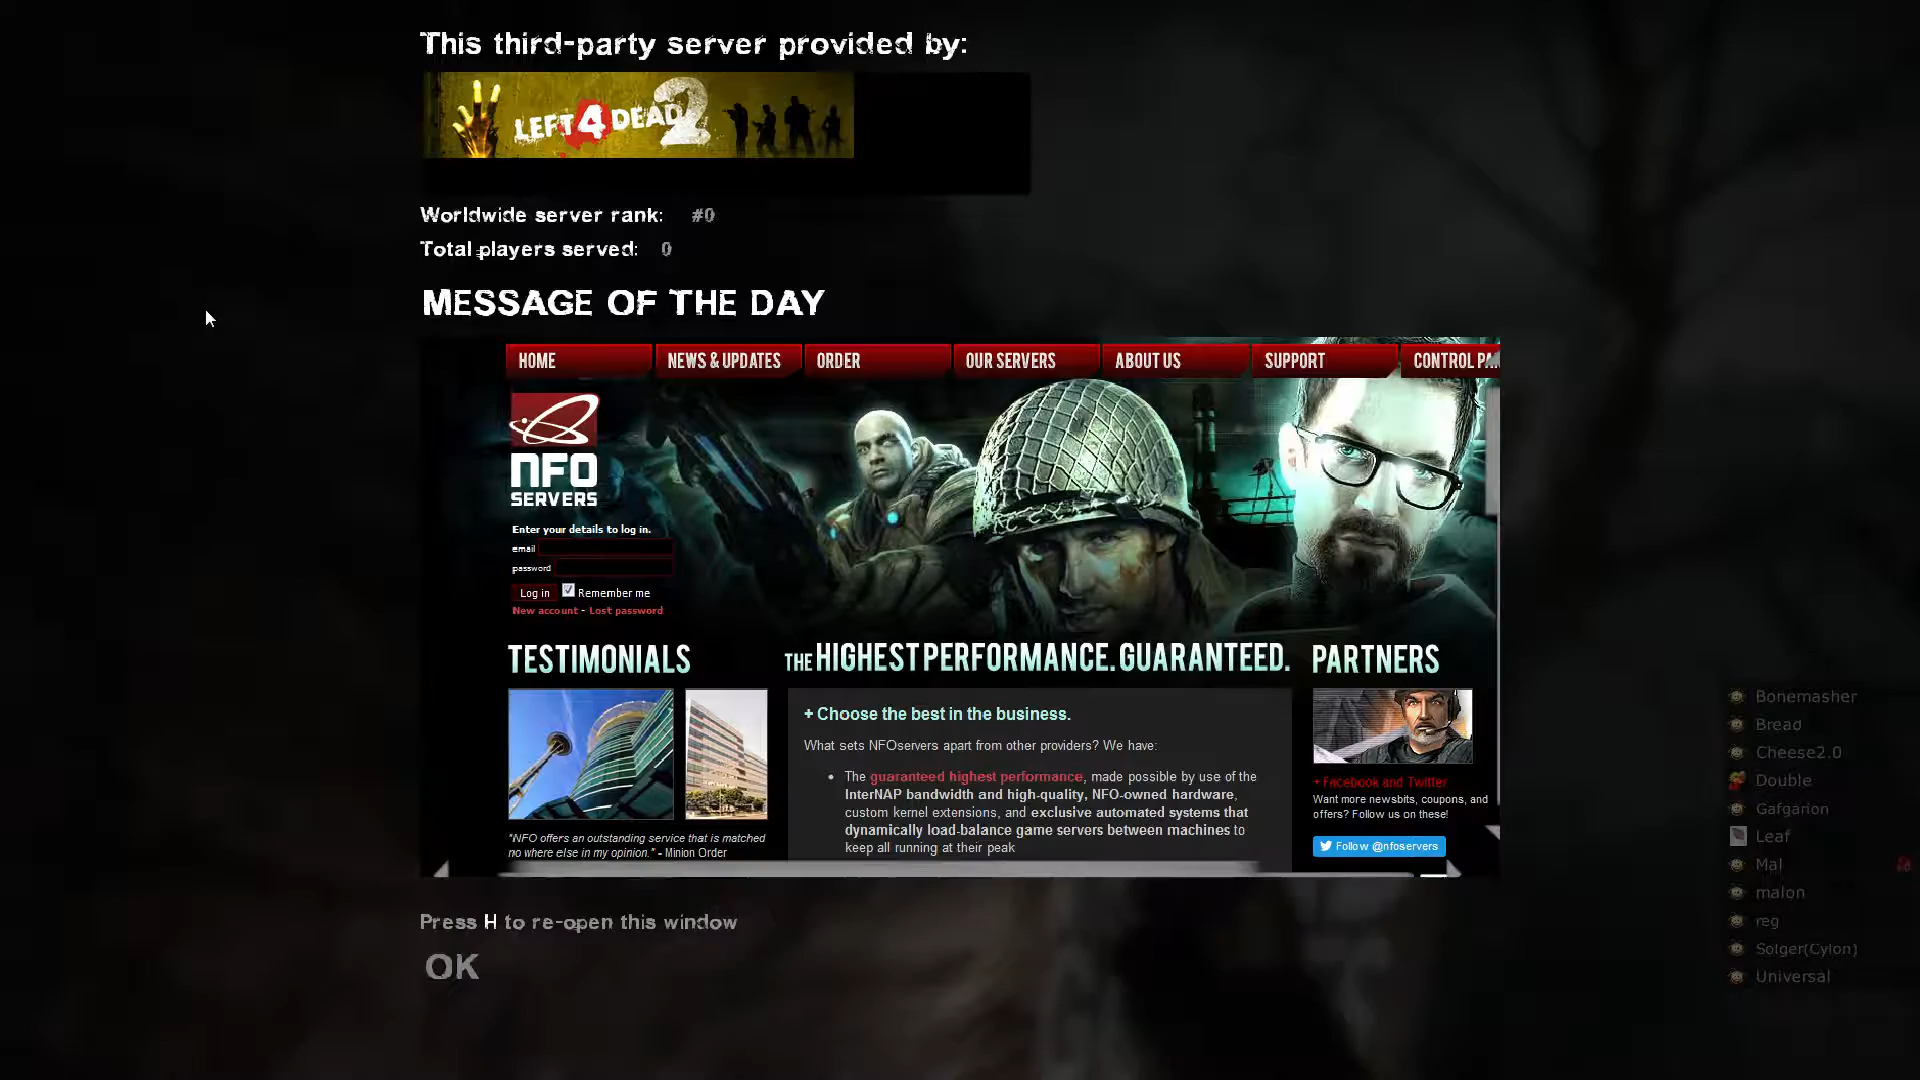 This third-party server provided by:
LEFT 4 DEAD 2
Worldwide server rank: #0
Total players served: 0
MESSAGE OF THE DAY
HOME NEWS & UPDATES ORDER OUR SERVERS ABOUT US SUPPORT CONTROL PA
NFO
SERVERS
Enter your details to log in.
email
password
Log in Remember me
New account - Lost password
TESTIMONIALS
"NFO offers an outstanding service that is matched
no where else in my opinion." - Minion Order
THE HIGHEST PERFORMANCE. GUARANTEED.
+ Choose the best in the business.
What sets NFOservers apart from other providers? We have:
• The guaranteed highest performance, made possible by use of the
InterNAP bandwidth and high-quality, NFO-owned hardware,
custom kernel extensions, and exclusive automated systems that
dynamically load-balance game servers between machines to
keep all running at their peak
PARTNERS
+ Facebook and Twitter
Want more newsbits, coupons, and
offers? Follow us on these!
Follow @nfoservers
Press H to re-open this window
OK
Bonemasher
Bread
Cheese2.0
Double
Gafgarion
Leaf
Mal
malon
reg
Solger(Cylon)
Universal